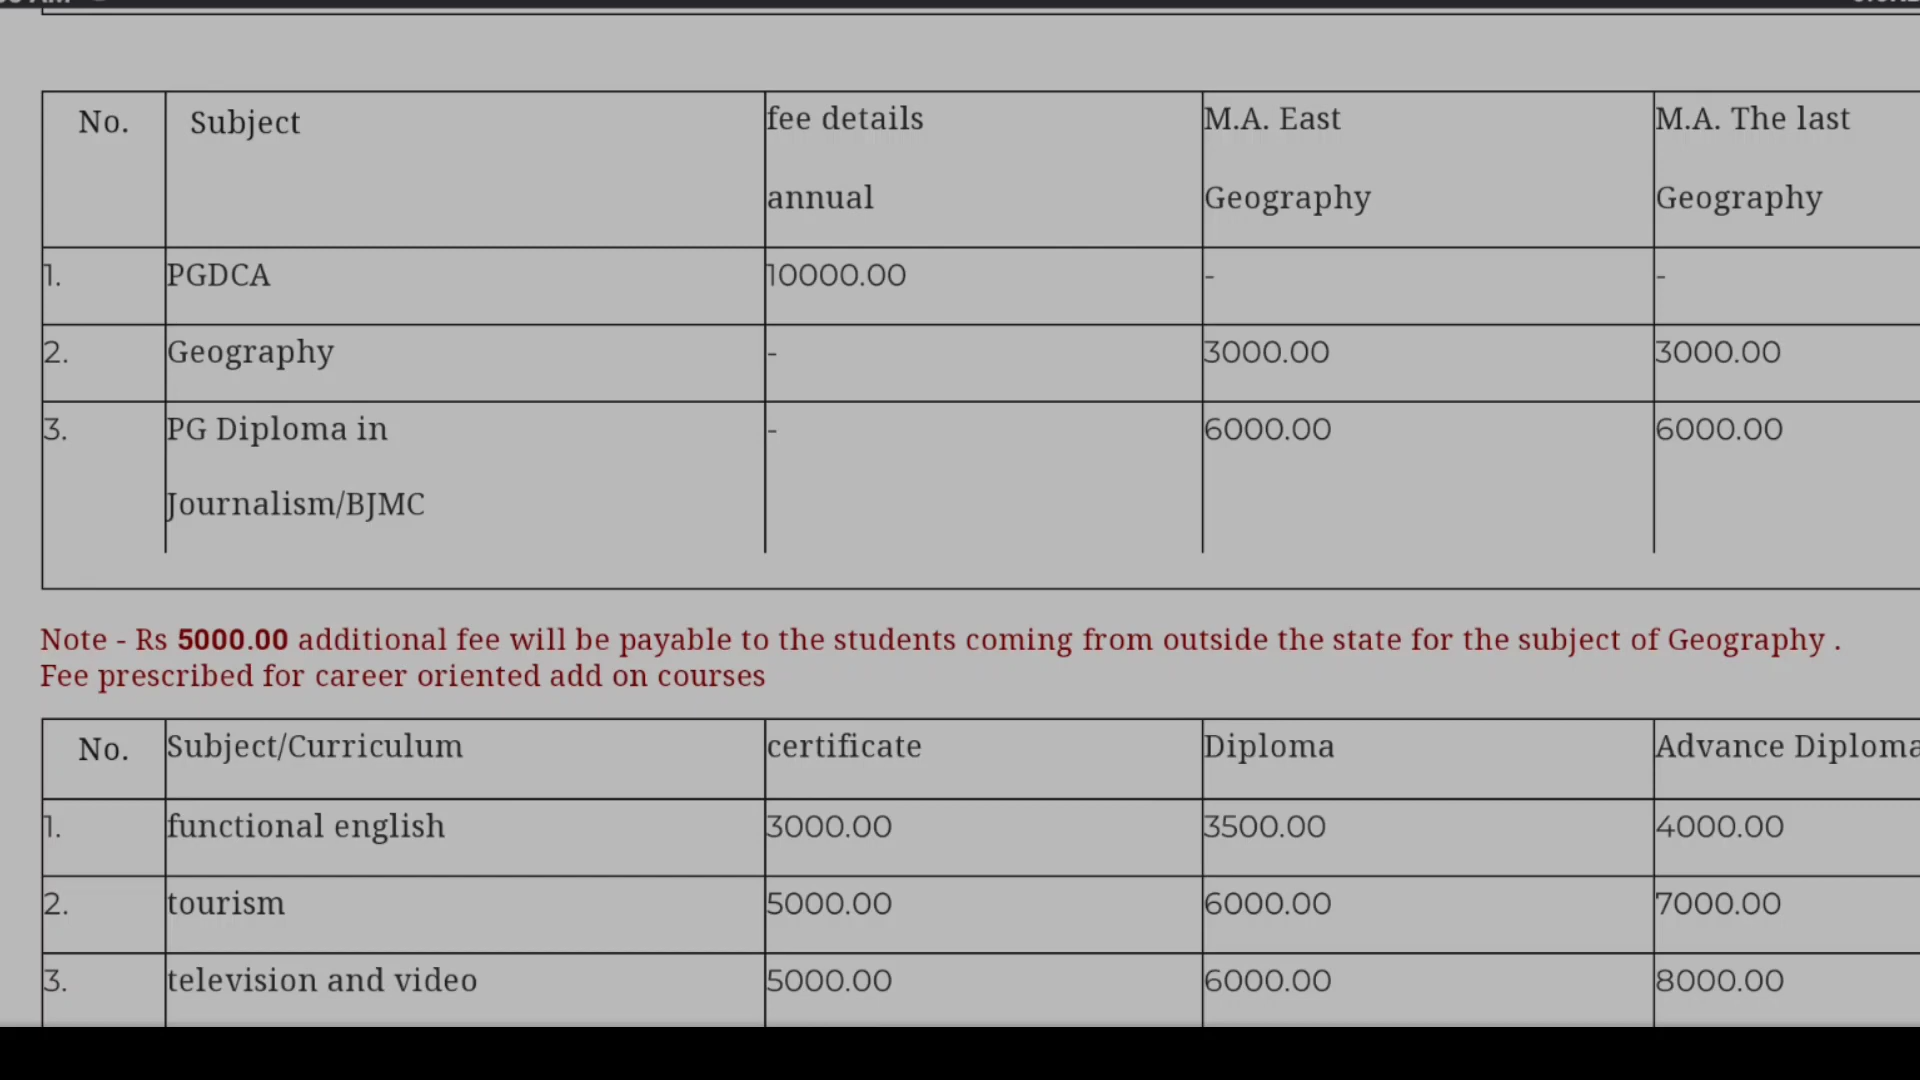 No. Subject fee details M.A. East M.A. The last
annual Geography Geography
1. PGDCA 10000.00 - -
2. Geography - 3000.00 3000.00
3. PG Diploma in - 6000.00 6000.00
Journalism/BJMC
Note - Rs 5000.00 additional fee will be payable to the students coming from outside the state for the subject of Geography .
Fee prescribed for career oriented add on courses
No. Subject/Curriculum certificate Diploma Advance Diploma
1. functional english 3000.00 3500.00 4000.00
2. tourism 5000.00 6000.00 7000.00
3. television and video 5000.00 6000.00 8000.00